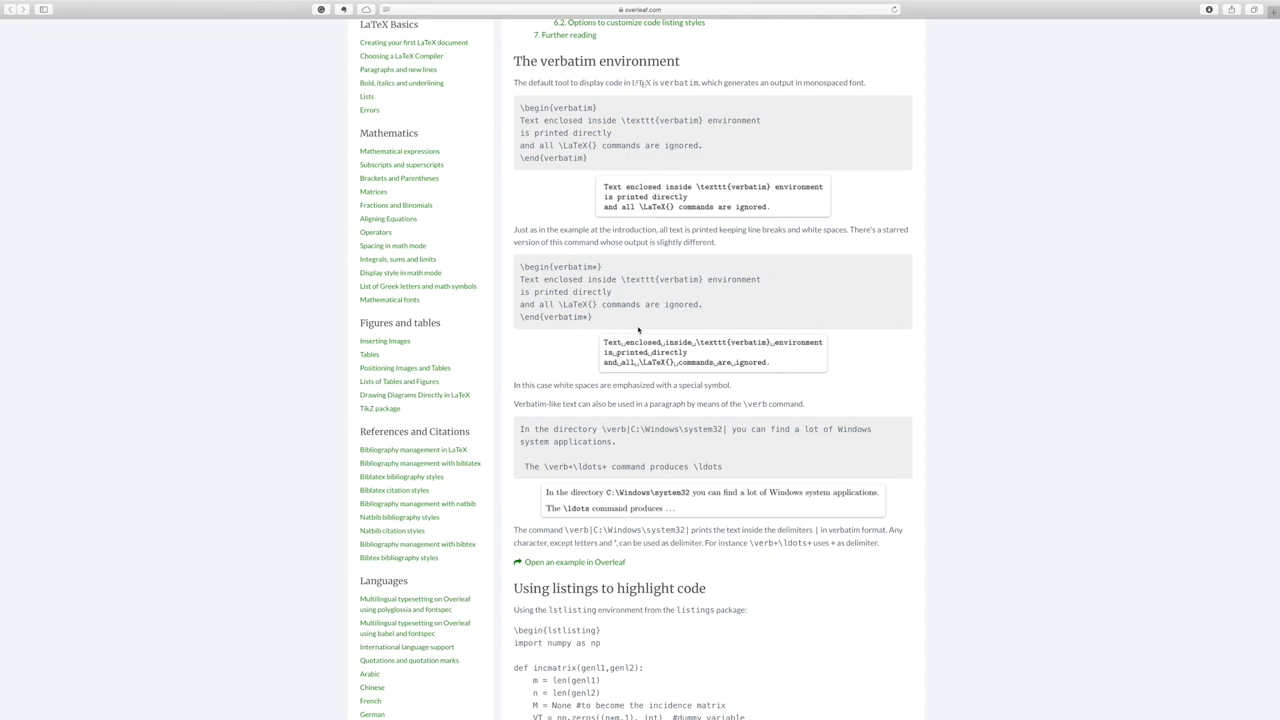 overleaf.com
LaTeX Basics
Creating your first LaTeX document
Choosing a LaTeX Compiler
Paragraphs and new lines
Bold, italics and underlining
Lists
Errors
Mathematics
Mathematical expressions
Subscripts and superscripts
Brackets and Parentheses
Matrices
Fractions and Binomials
Aligning Equations
Operators
Spacing in math mode
Integrals, sums and limits
Display style in math mode
List of Greek letters and math symbols
Mathematical fonts
Figures and tables
Inserting Images
Tables
Positioning Images and Tables
Lists of Tables and Figures
Drawing Diagrams Directly in LaTeX
TikZ package
References and Citations
Bibliography management in LaTeX
Bibliography management with biblatex
Biblatex bibliography styles
Biblatex citation styles
Bibliography management with natbib
Natbib bibliography styles
Natbib citation styles
Bibliography management with bibtex
Bibtex bibliography styles
Languages
Multilingual typesetting on Overleaf
using polyglossia and fontspec
Multilingual typesetting on Overleaf
using babel and fontspec
International language support
Quotations and quotation marks
Arabic
Chinese
French
German
6.2. Options to customize code listing styles
7. Further reading
The verbatim environment
The default tool to display code in LaTeX is verbatim, which generates an output in monospaced font.
\begin{verbatim}
Text enclosed inside \texttt{verbatim} environment
is printed directly
and all \LaTeX{} commands are ignored.
\end{verbatim}
Text enclosed inside \texttt{verbatim} environment
is printed directly
and all \LaTeX{} commands are ignored.
Just as in the example at the introduction, all text is printed keeping line breaks and white spaces. There's a starred
version of this command whose output is slightly different.
\begin{verbatim*}
Text enclosed inside \texttt{verbatim} environment
is printed directly
and all \LaTeX{} commands are ignored.
\end{verbatim*}
Text␣enclosed␣inside␣\texttt{verbatim}␣environment
is␣printed␣directly
and␣all␣\LaTeX{}␣commands␣are␣ignored.
In this case white spaces are emphasized with a special symbol.
Verbatim-like text can also be used in a paragraph by means of the \verb command.
In the directory \verb|C:\Windows\system32| you can find a lot of Windows
system applications.
The \verb+\ldots+ command produces \ldots
In the directory C:\Windows\system32 you can find a lot of Windows system applications.
The \ldots command produces ...
The command \verb|C:\Windows\system32| prints the text inside the delimiters | in verbatim format. Any
character, except letters and *, can be used as delimiter. For instance \verb+\ldots+ uses + as delimiter.
Open an example in Overleaf
Using listings to highlight code
Using the lstlisting environment from the listings package:
\begin{lstlisting}
import numpy as np
def incmatrix(genl1,genl2):
m = len(genl1)
n = len(genl2)
M = None #to become the incidence matrix
VT = np.zeros((n*m,1), int) #dummy variable